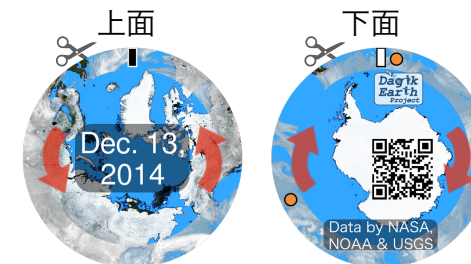 上面
下面
Dec. 13,
2014
Dagik
Earth
Project
Data by NASA,
NOAA & USGS